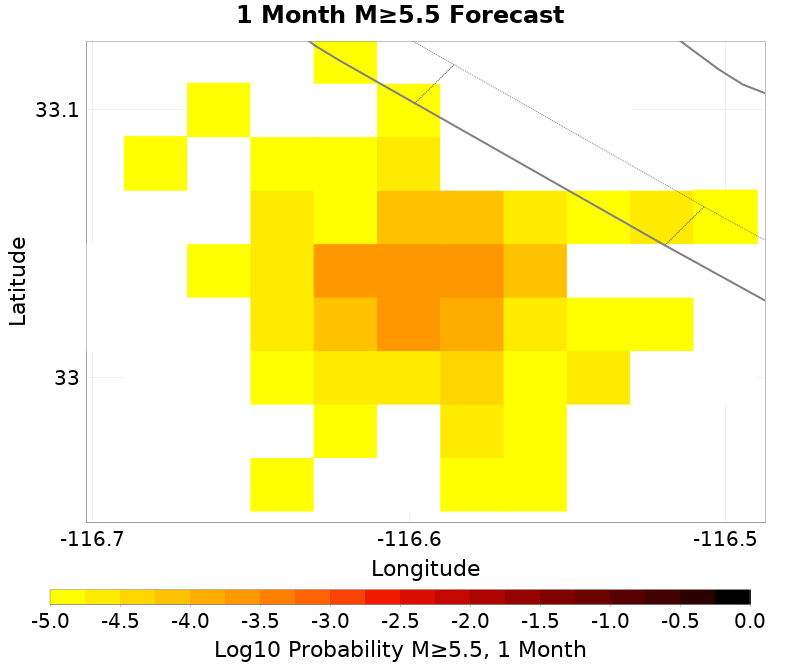 1 Month M≥5.5 Forecast
33.1
33
Latitude
-116.7 -116.6 -116.5
Longitude
-5.0 -4.5 -4.0 -3.5 -3.0 -2.5 -2.0 -1.5 -1.0 -0.5 0.0
Log10 Probability M≥5.5, 1 Month